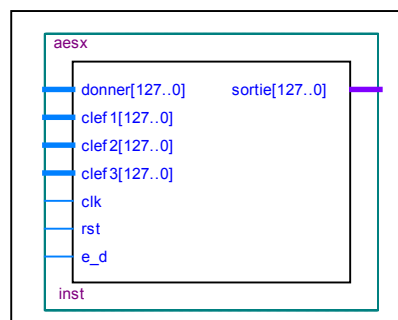 aesx
donner[127..0] sortie[127..0]
clef1[127..0]
clef2[127..0]
clef3[127..0]
clk
rst
e_d
inst